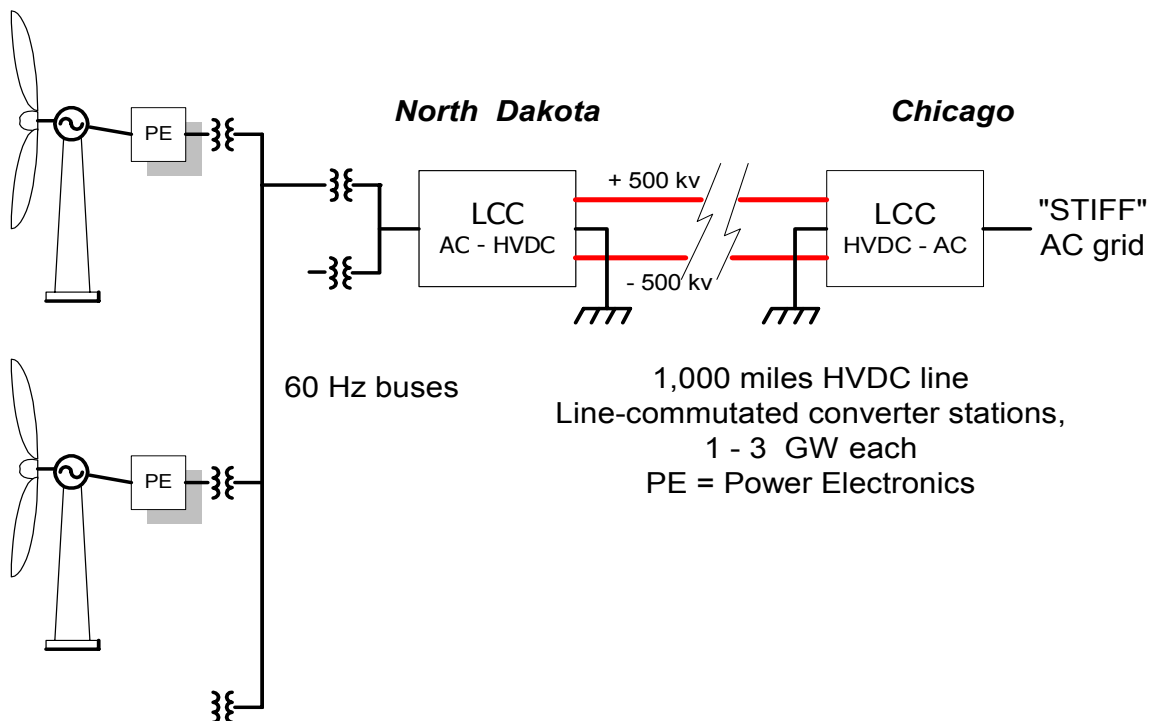 North Dakota
Chicago
PE
+ 500 kv
LCC
AC - HVDC
LCC
HVDC - AC
"STIFF"
AC grid
- 500 kv
60 Hz buses
1,000 miles HVDC line
Line-commutated converter stations,
1 - 3 GW each
PE = Power Electronics
PE